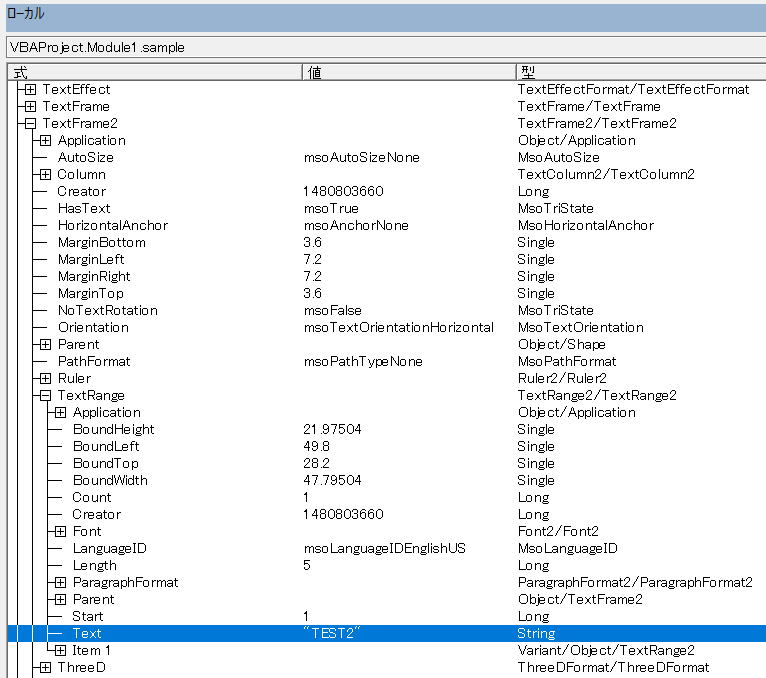 ローカル
VBAProject.Module1.sample
式 値 型
TextEffect TextEffectFormat/TextEffectFormat
TextFrame TextFrame/TextFrame
TextFrame2 TextFrame2/TextFrame2
Application Object/Application
AutoSize msoAutoSizeNone MsoAutoSize
Column TextColumn2/TextColumn2
Creator 1480803660 Long
HasText msoTrue MsoTriState
HorizontalAnchor msoAnchorNone MsoHorizontalAnchor
MarginBottom 3.6 Single
MarginLeft 7.2 Single
MarginRight 7.2 Single
MarginTop 3.6 Single
NoTextRotation msoFalse MsoTriState
Orientation msoTextOrientationHorizontal MsoTextOrientation
Parent Object/Shape
PathFormat msoPathTypeNone MsoPathFormat
Ruler Ruler2/Ruler2
TextRange TextRange2/TextRange2
Application Object/Application
BoundHeight 21.97504 Single
BoundLeft 49.8 Single
BoundTop 28.2 Single
BoundWidth 47.79504 Single
Count 1 Long
Creator 1480803660 Long
Font Font2/Font2
LanguageID msoLanguageIDEnglishUS MsoLanguageID
Length 5 Long
ParagraphFormat ParagraphFormat2/ParagraphFormat2
Parent Object/TextFrame2
Start 1 Long
Text "TEST2" String
Item 1 Variant/Object/TextRange2
ThreeD ThreeDFormat/ThreeDFormat